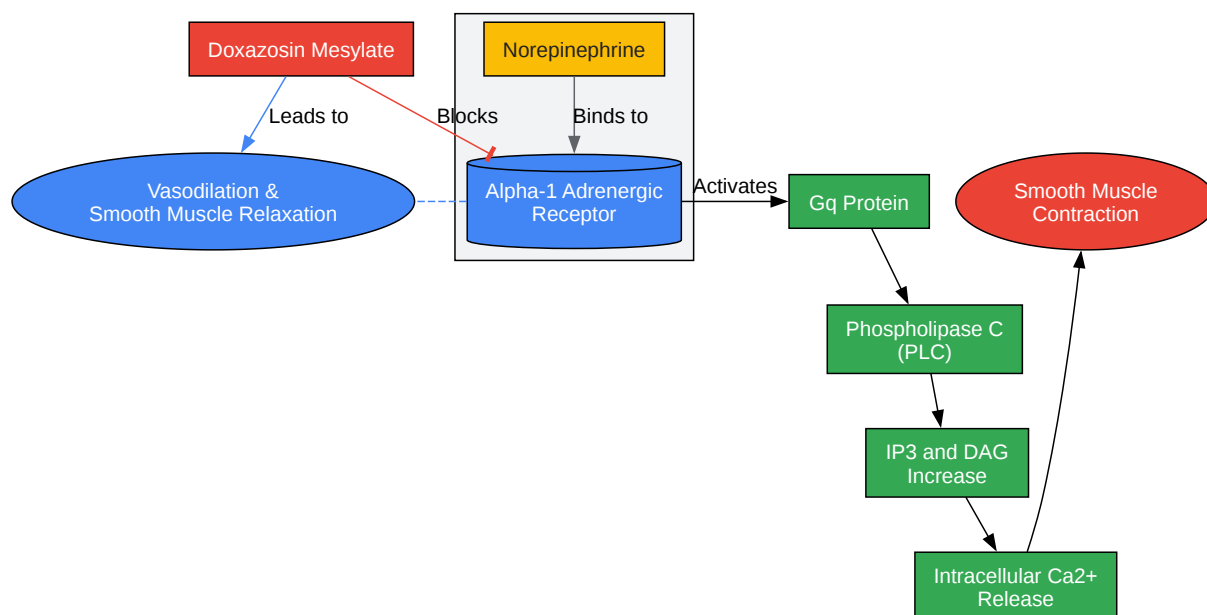 Doxazosin Mesylate
Norepinephrine
Leads to
Blocks
Binds to
Vasodilation &
Smooth Muscle Relaxation
Alpha-1 Adrenergic
Receptor
Activates
Gq Protein
Smooth Muscle
Contraction
Phospholipase C
(PLC)
IP3 and DAG
Increase
Intracellular Ca2+
Release